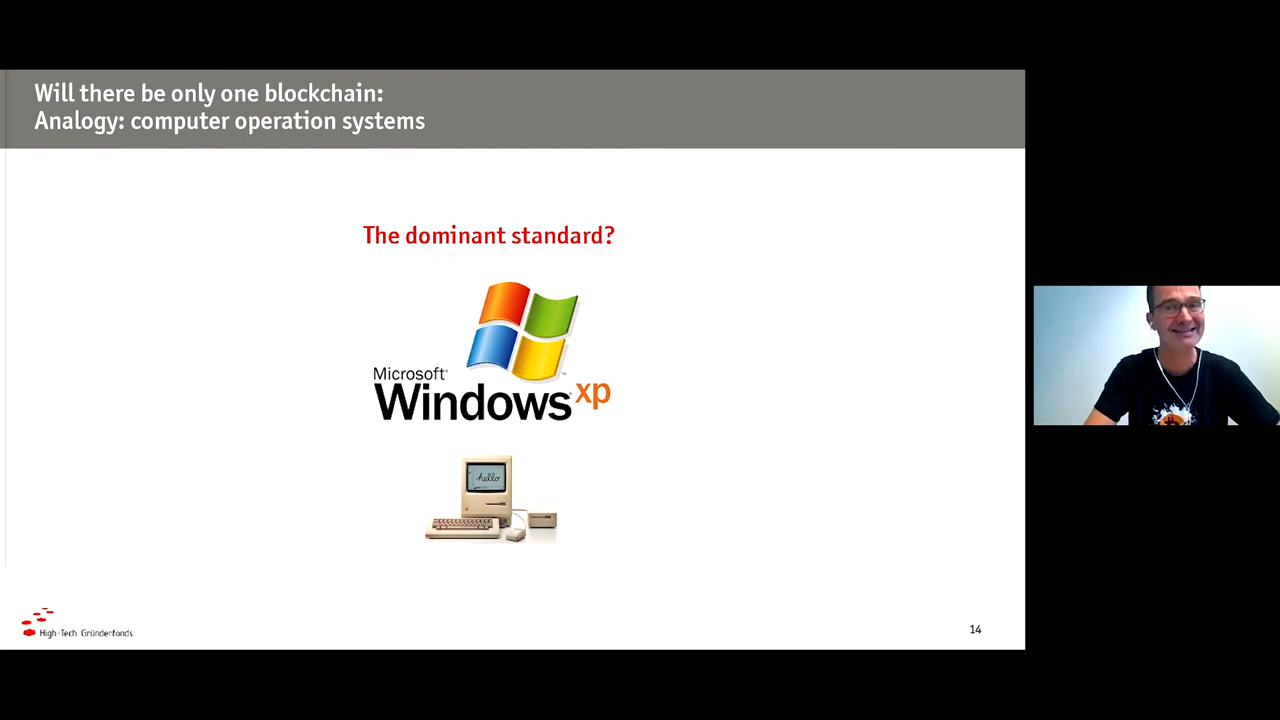 Will there be only one blockchain:
Analogy: computer operation systems
The dominant standard?
Microsoft®
Windows® xp
™
hello
High-Tech Gründerfonds
14